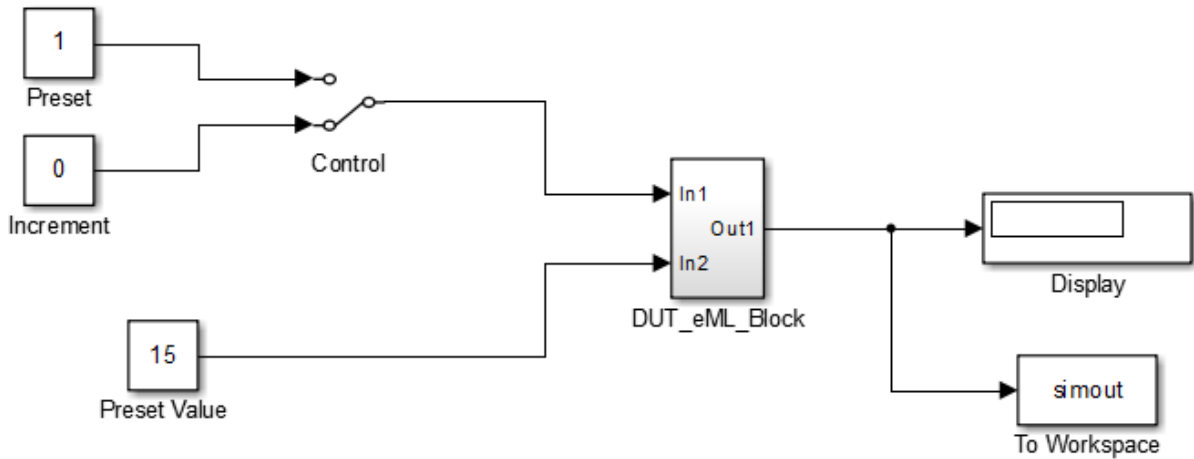 1
Preset
0
Increment
Control
In1
Out1
In2
DUT_eML_Block
Display
15
Preset Value
simout
To Workspace